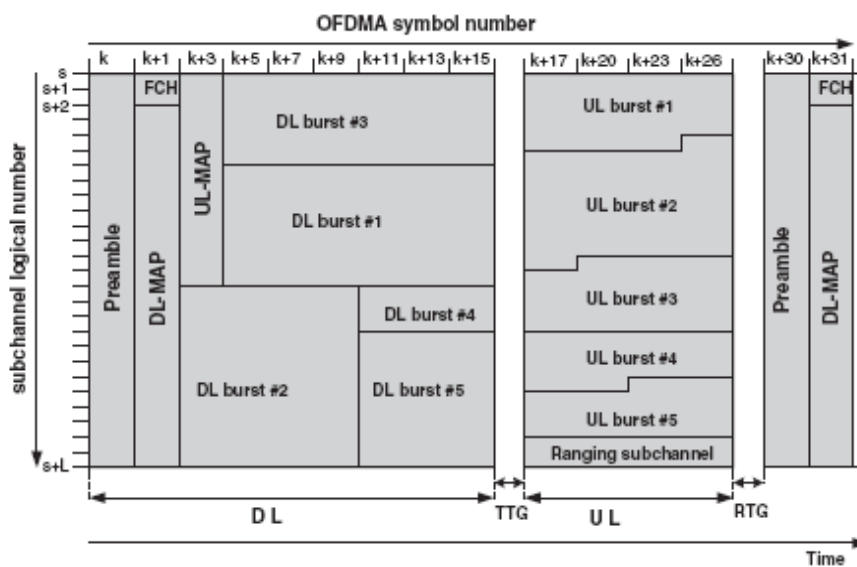 OFDMA symbol number
k k+1 k+3 k+5 k+7 k+9 k+11 k+13 k+15 k+17 k+20 k+23 k+26 k+30 k+31
s
s+1
s+2
s+L
subchannel logical number
Preamble
FCH
DL-MAP
UL-MAP
DL burst #3
DL burst #1
DL burst #4
DL burst #2
DL burst #5
UL burst #1
UL burst #2
UL burst #3
UL burst #4
UL burst #5
Ranging subchannel
Preamble
FCH
DL-MAP
D L
TTG
U L
RTG
Time